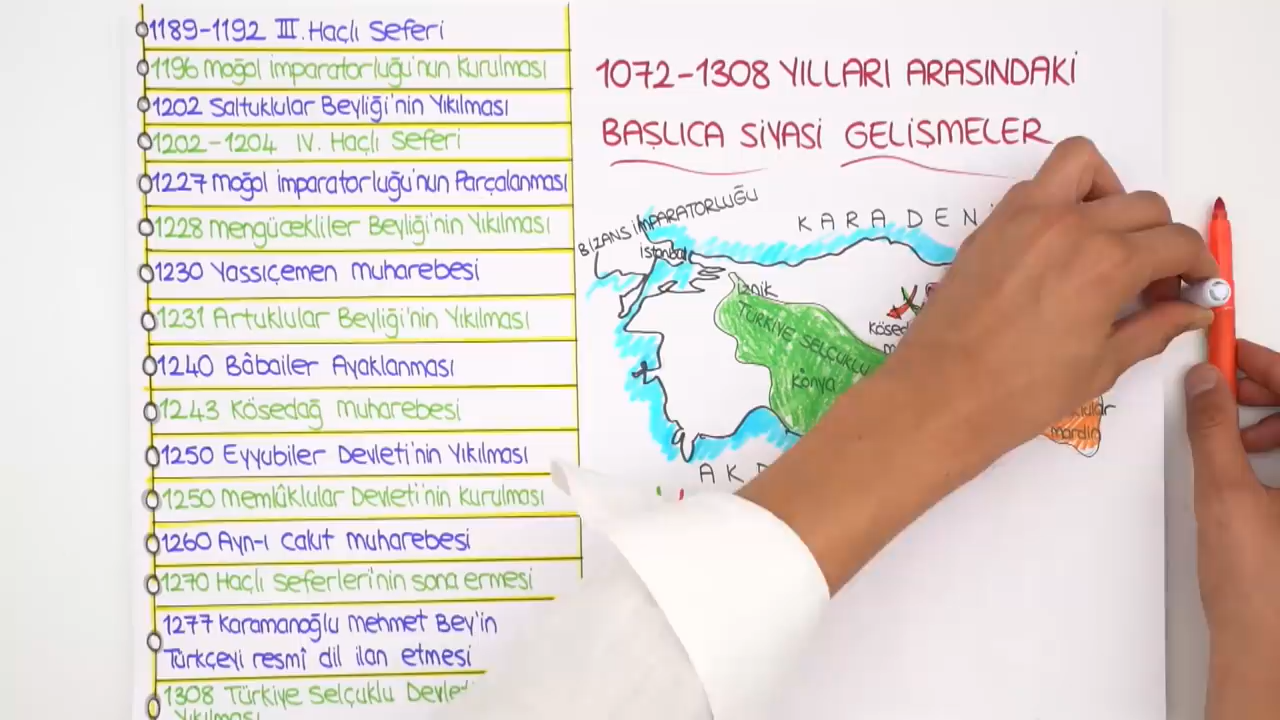 1189-1192 III. Haçlı Seferi
1196 Moğol İmparatorluğu'nun Kurulması
1202 Saltuklular Beyliği'nin Yıkılması
1202-1204 IV. Haçlı Seferi
1227 Moğol İmparatorluğu'nun Parçalanması
1228 Mengücekliler Beyliği'nin Yıkılması
1230 Yassıçemen Muharebesi
1231 Artuklular Beyliği'nin Yıkılması
1240 Bâbailer Ayaklanması
1243 Kösedağ Muharebesi
1250 Eyyubiler Devleti'nin Yıkılması
1250 Memlûklular Devleti'nin Kurulması
1260 Ayn-ı Calut Muharebesi
1270 Haçlı Seferleri'nin sona ermesi
1277 Karamanoğlu Mehmet Bey'in
Türkçeyi resmî dil ilan etmesi
1308 Türkiye Selçuklu
Yıkılması
1072-1308 YILLARI ARASINDAKİ
BAŞLICA SİYASİ GELİŞMELER
BİZANS İMPARATORLUĞU
KARADENİ
İstanbul
İznik
TÜRKİYE SELÇUKLU
Konya
Mardin